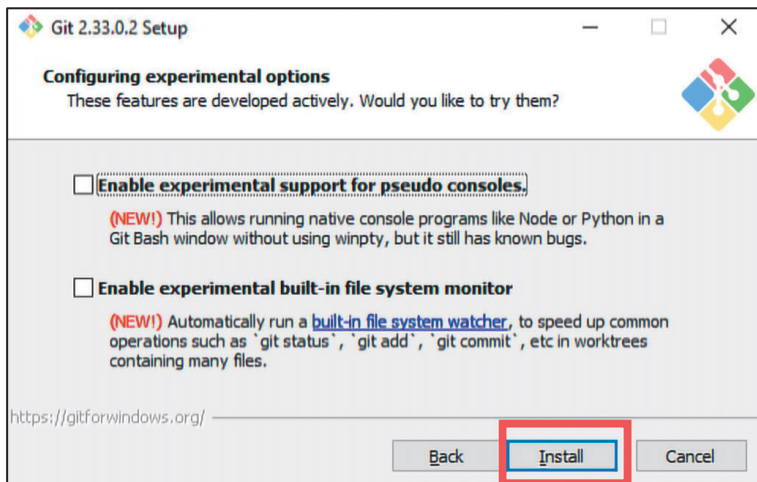 Git 2.33.0.2 Setup
Configuring experimental options
These features are developed actively. Would you like to try them?
Enable experimental support for pseudo consoles.
(NEW!) This allows running native console programs like Node or Python in a
Git Bash window without using winpty, but it still has known bugs.
Enable experimental built-in file system monitor
(NEW!) Automatically run a built-in file system watcher, to speed up common
operations such as `git status`, `git add`, `git commit`, etc in worktrees
containing many files.
https://gitforwindows.org/
Back Install Cancel